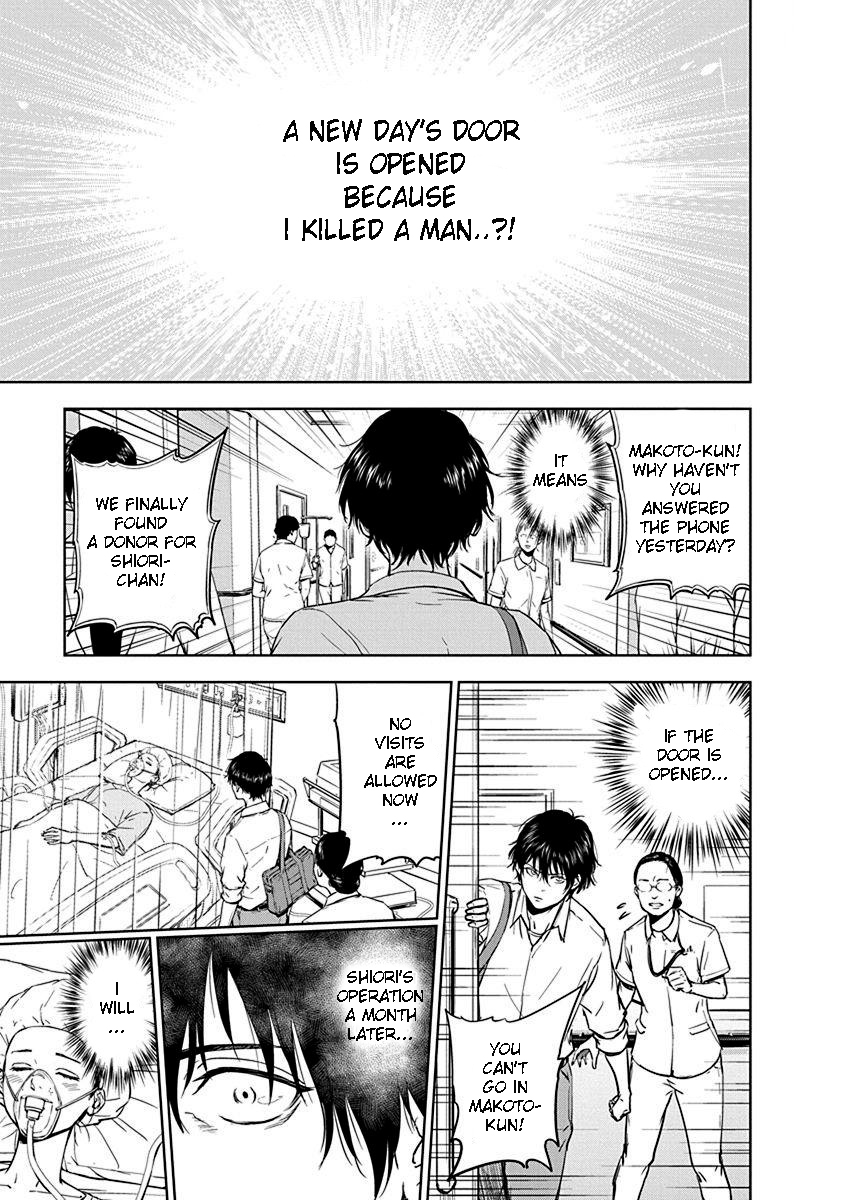 A NEW DAY'S DOOR
IS OPENED
BECAUSE
I KILLED A MAN..?!
MAKOTO-KUN!
WHY HAVEN'T
YOU
ANSWERED
THE PHONE
YESTERDAY?
IT
MEANS
WE FINALLY
FOUND
A DONOR FOR
SHIORI-
CHAN!
IF THE
DOOR IS
OPENED...
YOU
CAN'T
GO IN
MAKOTO-
KUN!
NO
VISITS
ARE
ALLOWED
NOW
...
SHIORI'S
OPERATION
A MONTH
LATER...
I
WILL
...